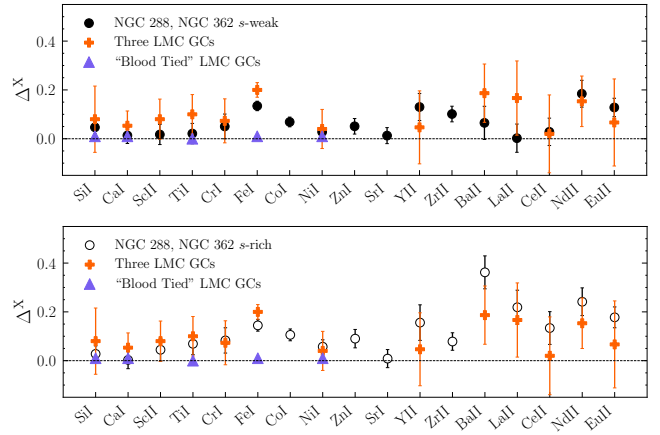 NGC 288, NGC 362 s-weak
Three LMC GCs
“Blood Tied” LMC GCs
0.4
0.2
0.0
Δ^X
SiI CaI ScII TiI CrI FeI CoI NiI ZnI SrI YII ZrII BaII LaII CeII NdII EuII
NGC 288, NGC 362 s-rich
Three LMC GCs
“Blood Tied” LMC GCs
0.4
0.2
0.0
Δ^X
SiI CaI ScII TiI CrI FeI CoI NiI ZnI SrI YII ZrII BaII LaII CeII NdII EuII